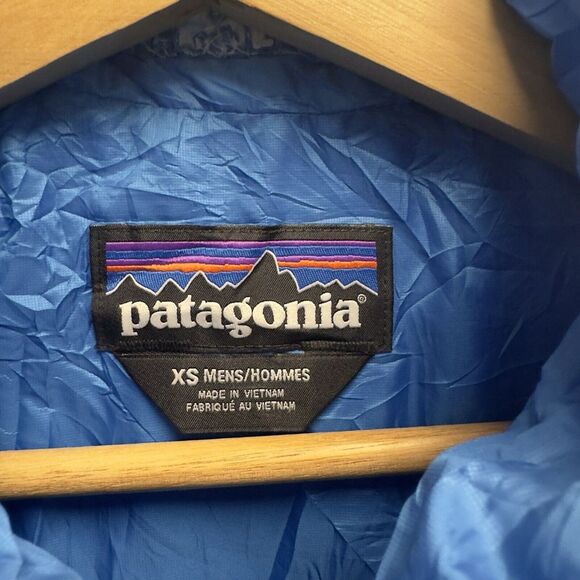 patagonia®
XS MENS/HOMMES
MADE IN VIETNAM
FABRIQUÉ AU VIETNAM